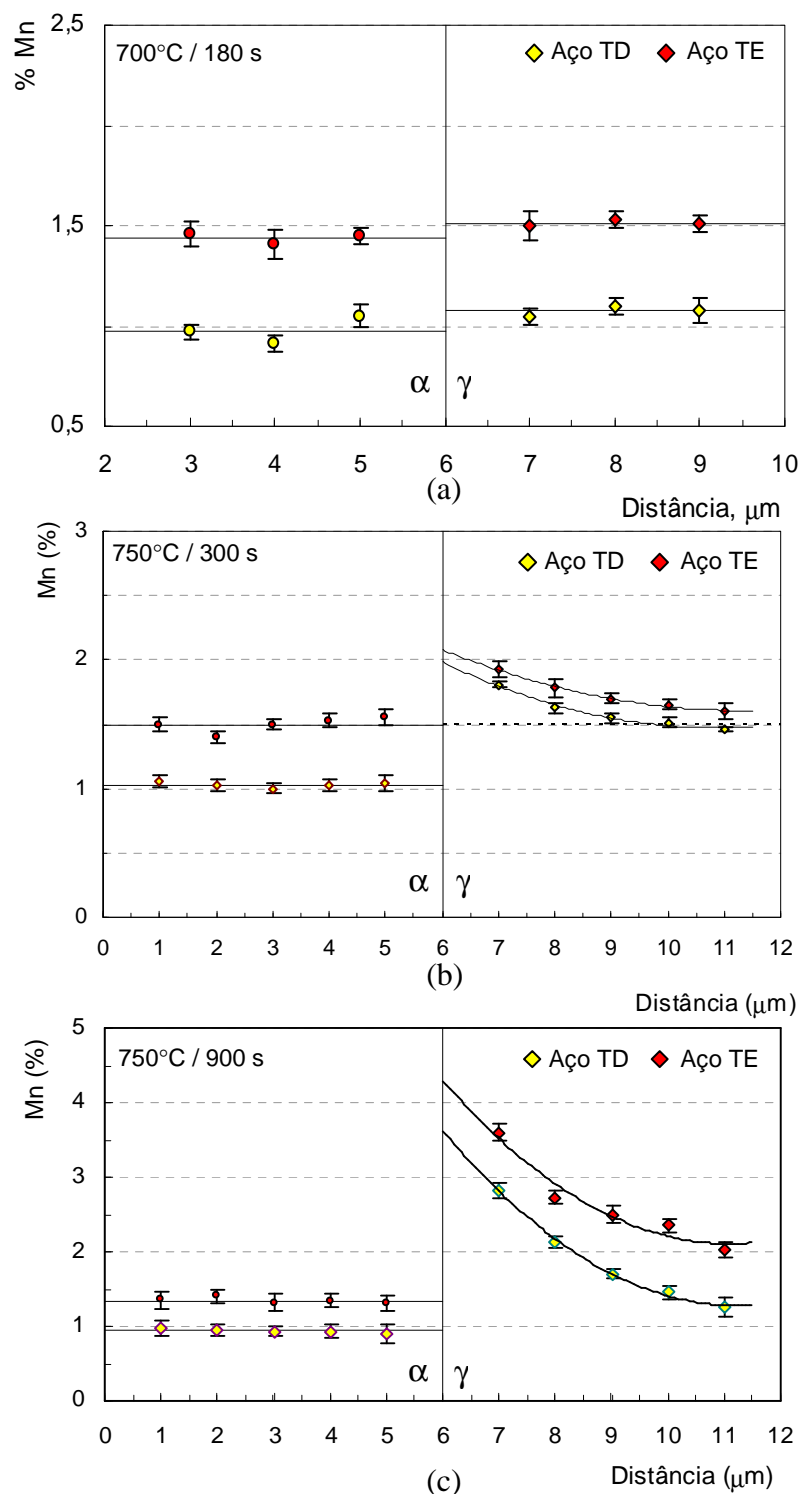 2,5
% Mn
700°C / 180 s
Aço TD
Aço TE
1,5
α
γ
0,5
2 3 4 5 6 7 8 9 10
(a)
Distância, μm
3
Mn (%)
750°C / 300 s
Aço TD
Aço TE
2
1
α
γ
0
0 1 2 3 4 5 6 7 8 9 10 11 12
(b)
Distância (μm)
5
Mn (%)
750°C / 900 s
Aço TD
Aço TE
4
3
2
1
α
γ
0
0 1 2 3 4 5 6 7 8 9 10 11 12
(c)
Distância (μm)